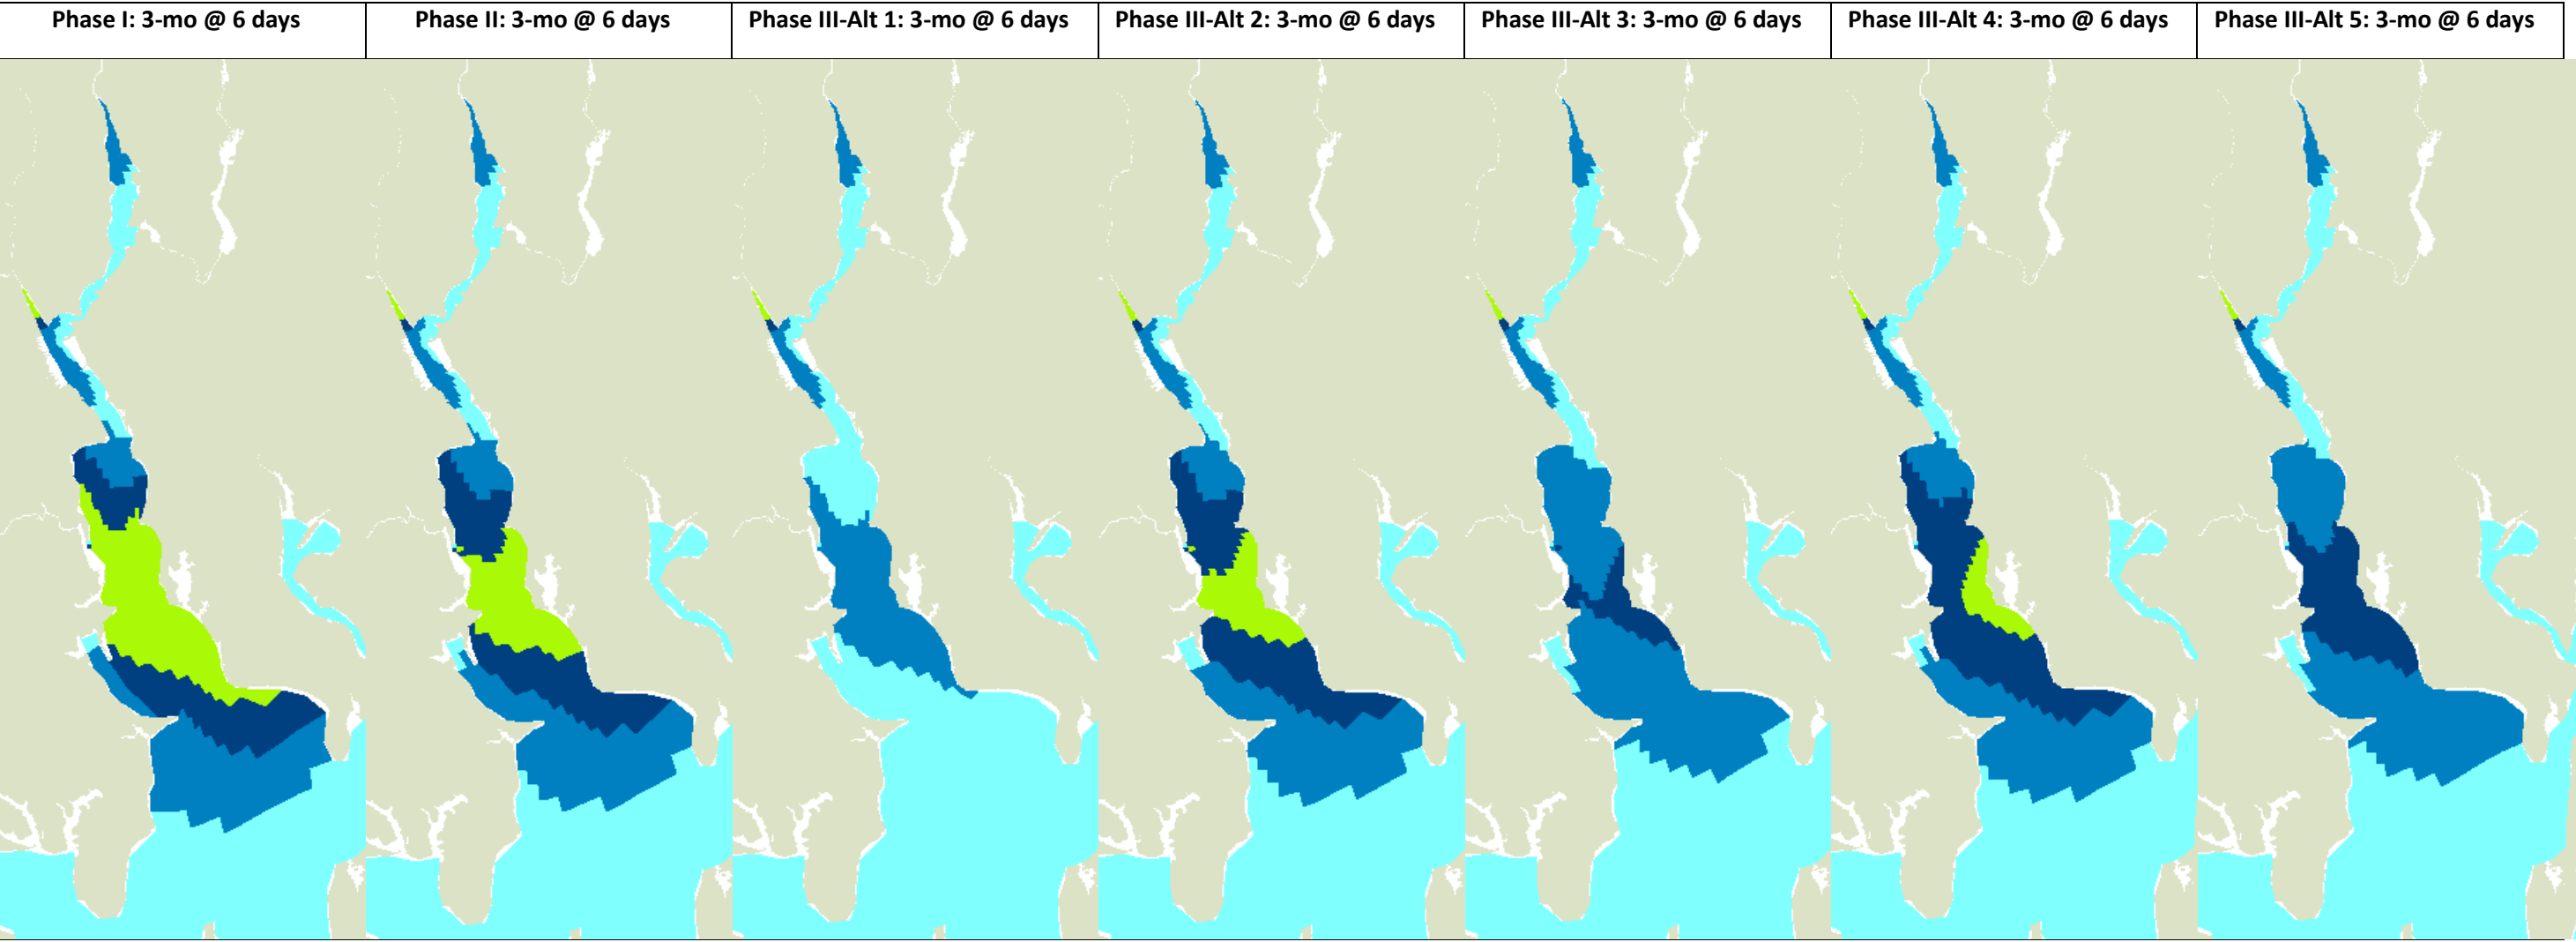 Phase I: 3-mo @ 6 days
Phase II: 3-mo @ 6 days
Phase III-Alt 1: 3-mo @ 6 days
Phase III-Alt 2: 3-mo @ 6 days
Phase III-Alt 3: 3-mo @ 6 days
Phase III-Alt 4: 3-mo @ 6 days
Phase III-Alt 5: 3-mo @ 6 days